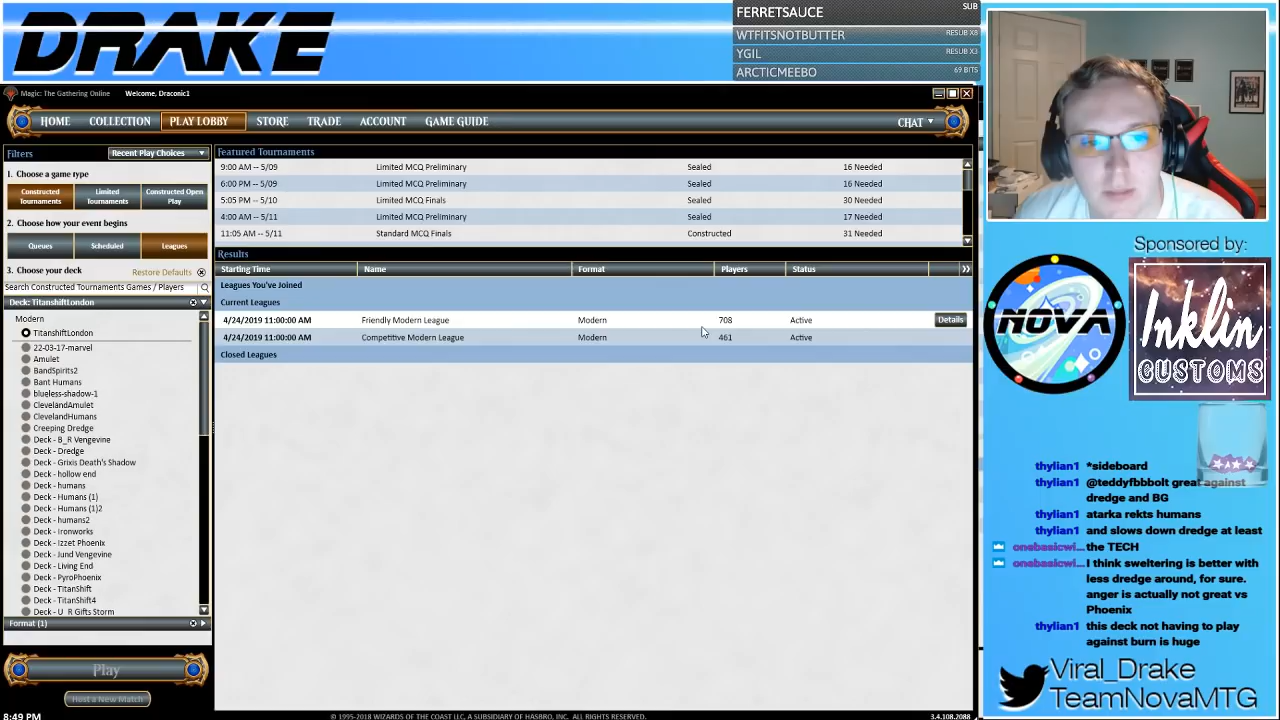 DRAKE
FERRETSAUCE SUB
WTFITSNOTBUTTER RESUB X8
YGIL RESUB X3
ARCTICMEEBO 69 BITS
Magic: The Gathering Online Welcome, Draconic1
HOME COLLECTION PLAY LOBBY STORE TRADE ACCOUNT GAME GUIDE CHAT
Filters Recent Play Choices
1. Choose a game type
Constructed Tournaments Limited Tournaments Constructed Open Play
2. Choose how your event begins
Queues Scheduled Leagues
3. Choose your deck Restore Defaults
Search Constructed Tournaments Games / Players
Deck: TitanshiftLondon
Modern
TitanshiftLondon
22-03-17-marvel
Amulet
BandSpirits2
Bant Humans
blueless-shadow-1
ClevelandAmulet
ClevelandHumans
Creeping Dredge
Deck - B_R Vengevine
Deck - Dredge
Deck - Grixis Death's Shadow
Deck - hollow end
Deck - humans
Deck - Humans (1)
Deck - Humans (1)2
Deck - humans2
Deck - Ironworks
Deck - Izzet Phoenix
Deck - Jund Vengevine
Deck - Living End
Deck - PyroPhoenix
Deck - TitanShift
Deck - TitanShift4
Deck - U_R Gifts Storm
Format (1)
Play
Host a New Match
8:49 PM
Featured Tournaments
9:00 AM -- 5/09 Limited MCQ Preliminary Sealed 16 Needed
6:00 PM -- 5/09 Limited MCQ Preliminary Sealed 16 Needed
5:05 PM -- 5/10 Limited MCQ Finals Sealed 30 Needed
4:00 AM -- 5/11 Limited MCQ Preliminary Sealed 17 Needed
11:05 AM -- 5/11 Standard MCQ Finals Constructed 31 Needed
Results
Starting Time Name Format Players Status
Leagues You've Joined
Current Leagues
4/24/2019 11:00:00 AM Friendly Modern League Modern 708 Active Details
4/24/2019 11:00:00 AM Competitive Modern League Modern 461 Active
Closed Leagues
© 1995-2018 WIZARDS OF THE COAST LLC, A SUBSIDIARY OF HASBRO, INC. ALL RIGHTS RESERVED. 3.4.108.2088
Sponsored by:
NOVA
Inklin
CUSTOMS
thylian1 *sideboard
thylian1 @teddyfbbbolt great against
dredge and BG
thylian1 atarka rekts humans
thylian1 and slows down dredge at least
onebasicwi... the TECH
onebasicwi... I think sweltering is better with
less dredge around, for sure.
anger is actually not great vs
Phoenix
thylian1 this deck not having to play
against burn is huge
Viral_Drake
TeamNovaMTG